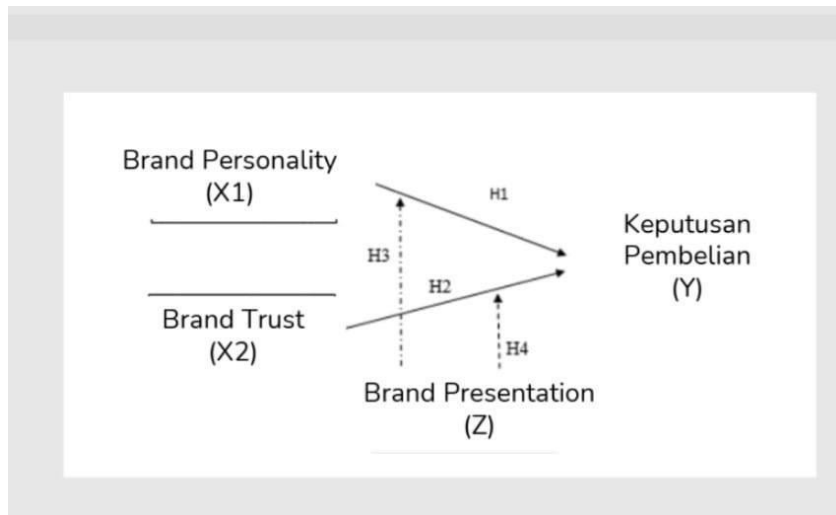 Brand Personality
(X1)
H1
Keputusan
Pembelian
(Y)
H3
H2
Brand Trust
(X2)
H4
Brand Presentation
(Z)